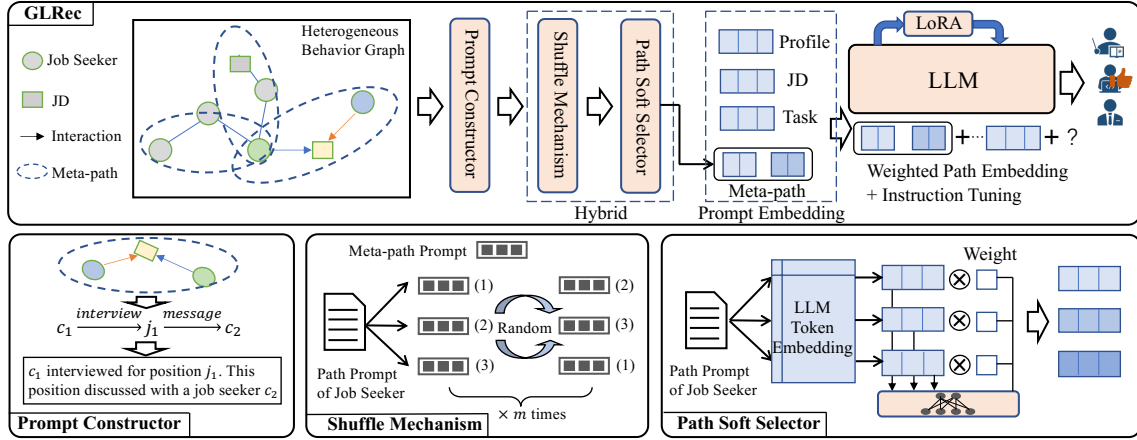 GLRec
Heterogeneous
Behavior Graph
Job Seeker
JD
Interaction
Meta-path
Prompt Constructor
Shuffle Mechanism
Path Soft Selector
Hybrid
Profile
JD
Task
Meta-path
Prompt Embedding
LoRA
LLM
+ ... + ?
Weighted Path Embedding
+ Instruction Tuning
interview message
c₁ j₁ c₂
c₁ interviewed for position j₁. This
position discussed with a job seeker c₂
Prompt Constructor
Meta-path Prompt
(1) (2)
(2) Random (3)
(3) (1)
Path Prompt
of Job Seeker
× m times
Shuffle Mechanism
Weight
LLM
Token
Embedding
Path Prompt
of Job Seeker
Path Soft Selector